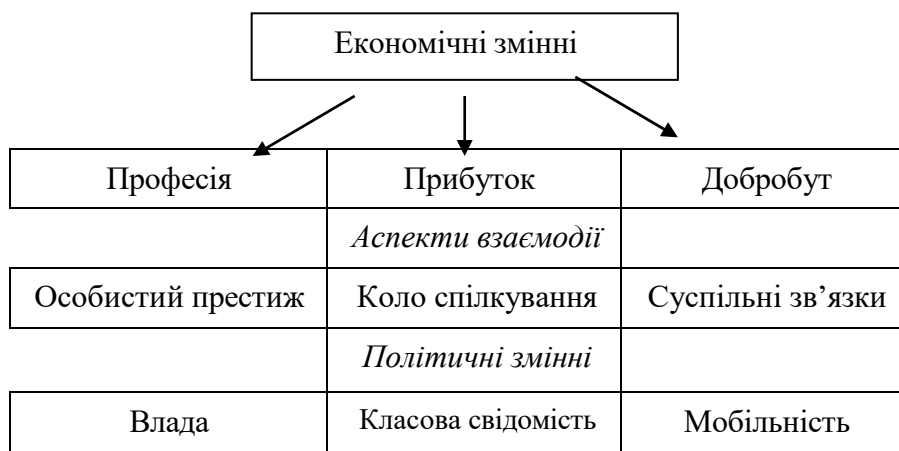 Економічні змінні
Професія Прибуток Добробут
Аспекти взаємодії
Особистий престиж Коло спілкування Суспільні зв’язки
Політичні змінні
Влада Класова свідомість Мобільність